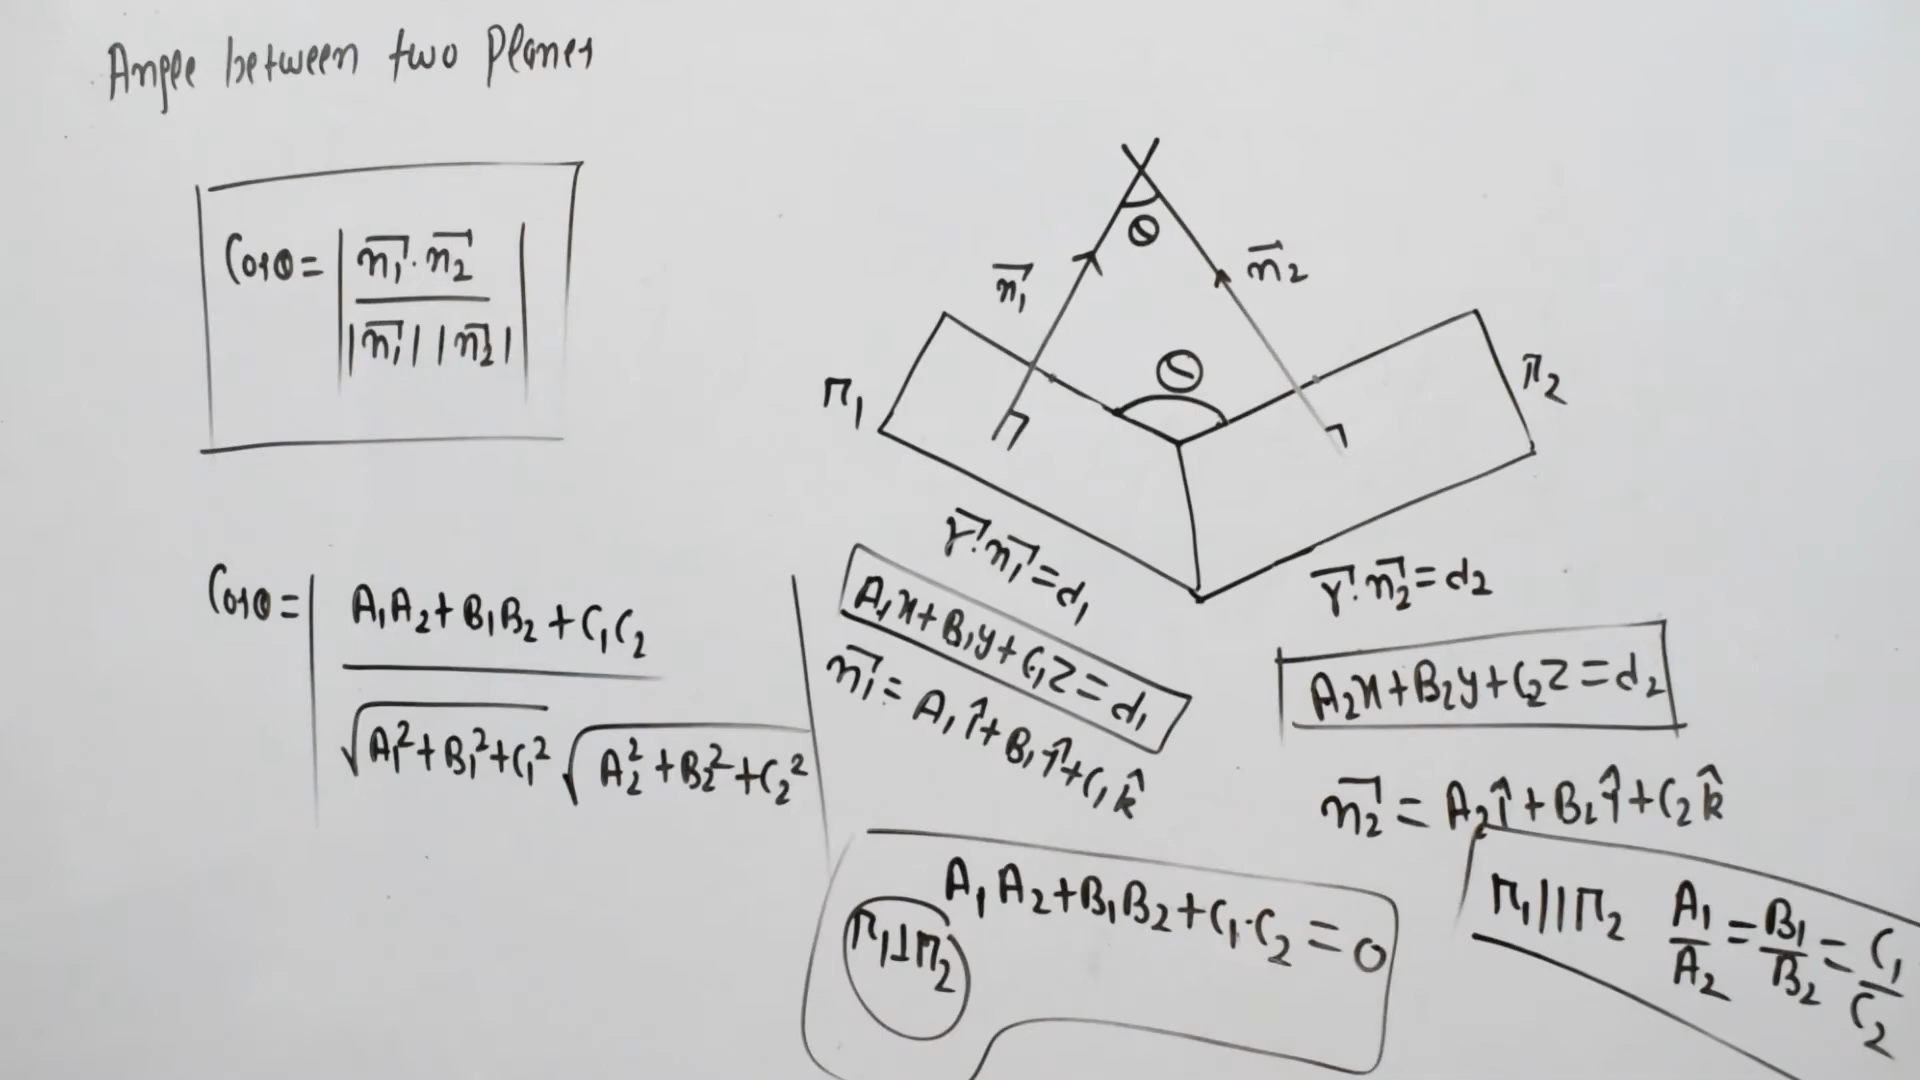 Angle between two Planes
Cosθ = | n₁⃗ · n₂⃗ / |n₁⃗| |n₂⃗| |
θ
n₁⃗
n₂⃗
θ
π₁
π₂
r⃗·n₁⃗ = d₁
r⃗·n₂⃗ = d₂
Cosθ = | A₁A₂ + B₁B₂ + C₁C₂ / √A₁² + B₁² + C₁² √A₂² + B₂² + C₂² |
A₁x + B₁y + C₁z = d₁
A₂x + B₂y + C₂z = d₂
n₁⃗ = A₁î + B₁ĵ + C₁k̂
n₂⃗ = A₂î + B₂ĵ + C₂k̂
A₁A₂ + B₁B₂ + C₁·C₂ = 0
π₁⊥π₂
π₁||π₂ A₁/A₂ = B₁/B₂ = C₁/C₂